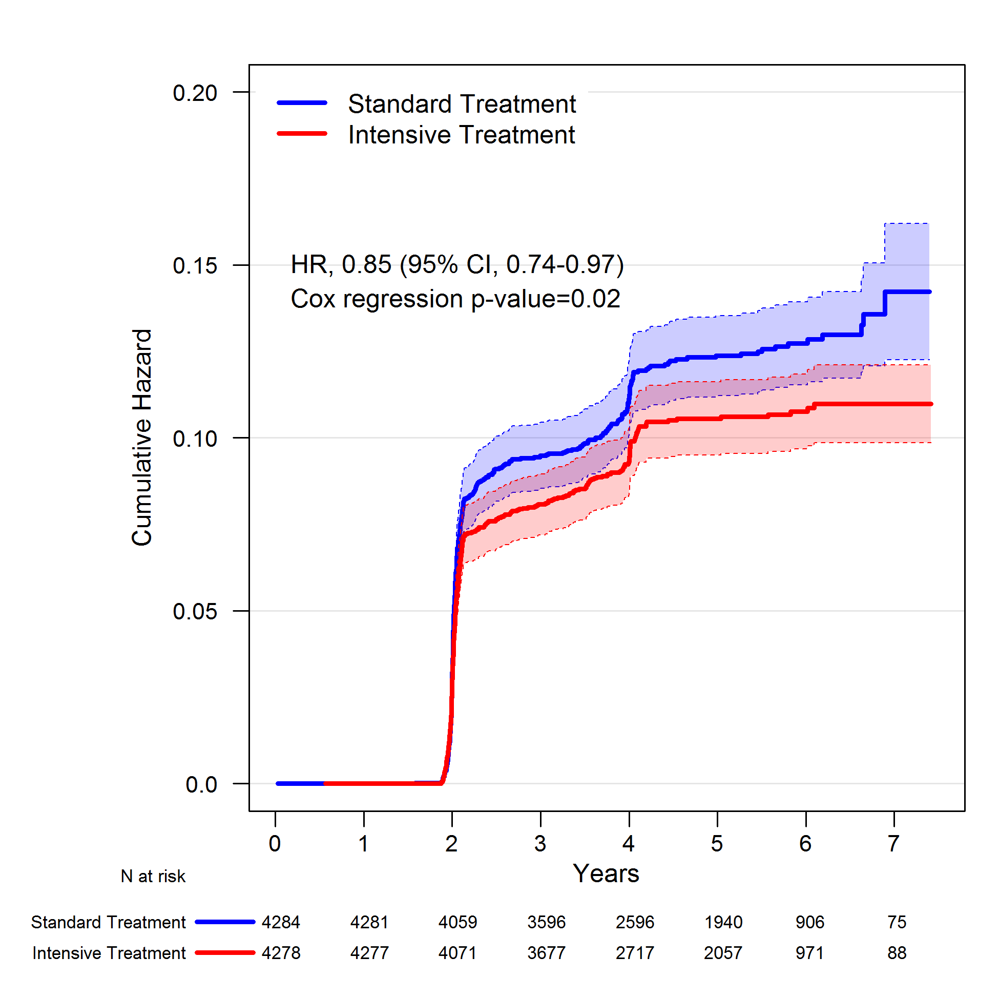 0.20
0.15
0.10
0.05
0.0
Cumulative Hazard
Standard Treatment
Intensive Treatment
HR, 0.85 (95% CI, 0.74-0.97)
Cox regression p-value=0.02
0 1 2 3 4 5 6 7
Years
N at risk
Standard Treatment 4284 4281 4059 3596 2596 1940 906 75
Intensive Treatment 4278 4277 4071 3677 2717 2057 971 88